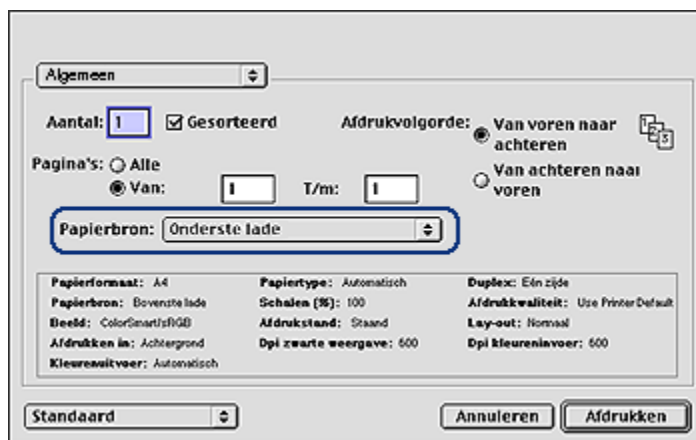 Algemeen
Aantal: 1 Gesorteerd Afdrukvolgorde: Van voren naar achteren
1 2 3
Pagina's: Alle Van achteren naar voren
Van: 1 T/m: 1
Papierbron: Onderste lade
Papierformaat: A4 Papiertype: Automatisch Duplex: Eén zijde
Papierbron: Bovenste lade Schalen (%): 100 Afdrukkwaliteit: Use Printer Default
Beeld: ColorSmart/sRGB Afdrukstand: Staand Lay-out: Normaal
Afdrukken in: Achtergrond Dpi zwarte weergave: 600 Dpi kleureninvoer: 600
Kleurenuitvoer: Automatisch
Standaard Annuleren Afdrukken